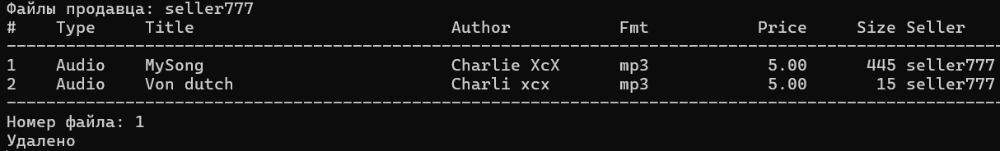 Файлы продавца: seller777
# Type Title Author Fmt Price Size Seller
1 Audio MySong Charlie XcX mp3 5.00 445 seller777
2 Audio Von dutch Charli xcx mp3 5.00 15 seller777
Номер файла: 1
Удалено